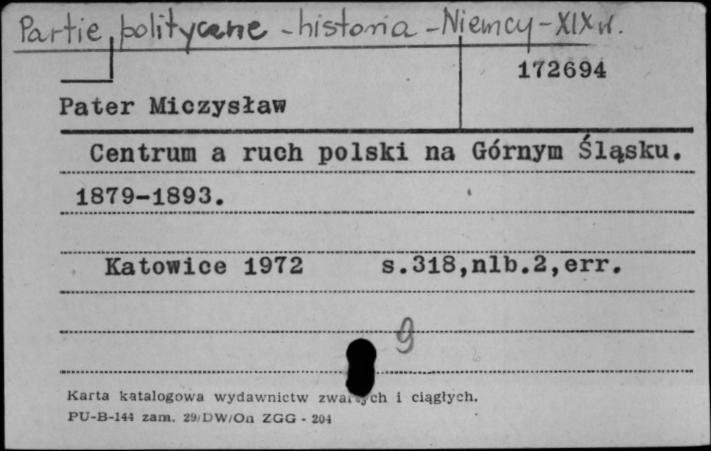 Partie polityczne - historia - Niemcy - XIX w.
172694
Pater Miczysław
Centrum a ruch polski na Górnym Śląsku.
1879-1893.
Katowice 1972 s.318,nlb.2,err.
9
Karta katalogowa wydawnictw zwartych i ciągłych.
PU-B-144 zam. 29/DW/On ZGG - 204